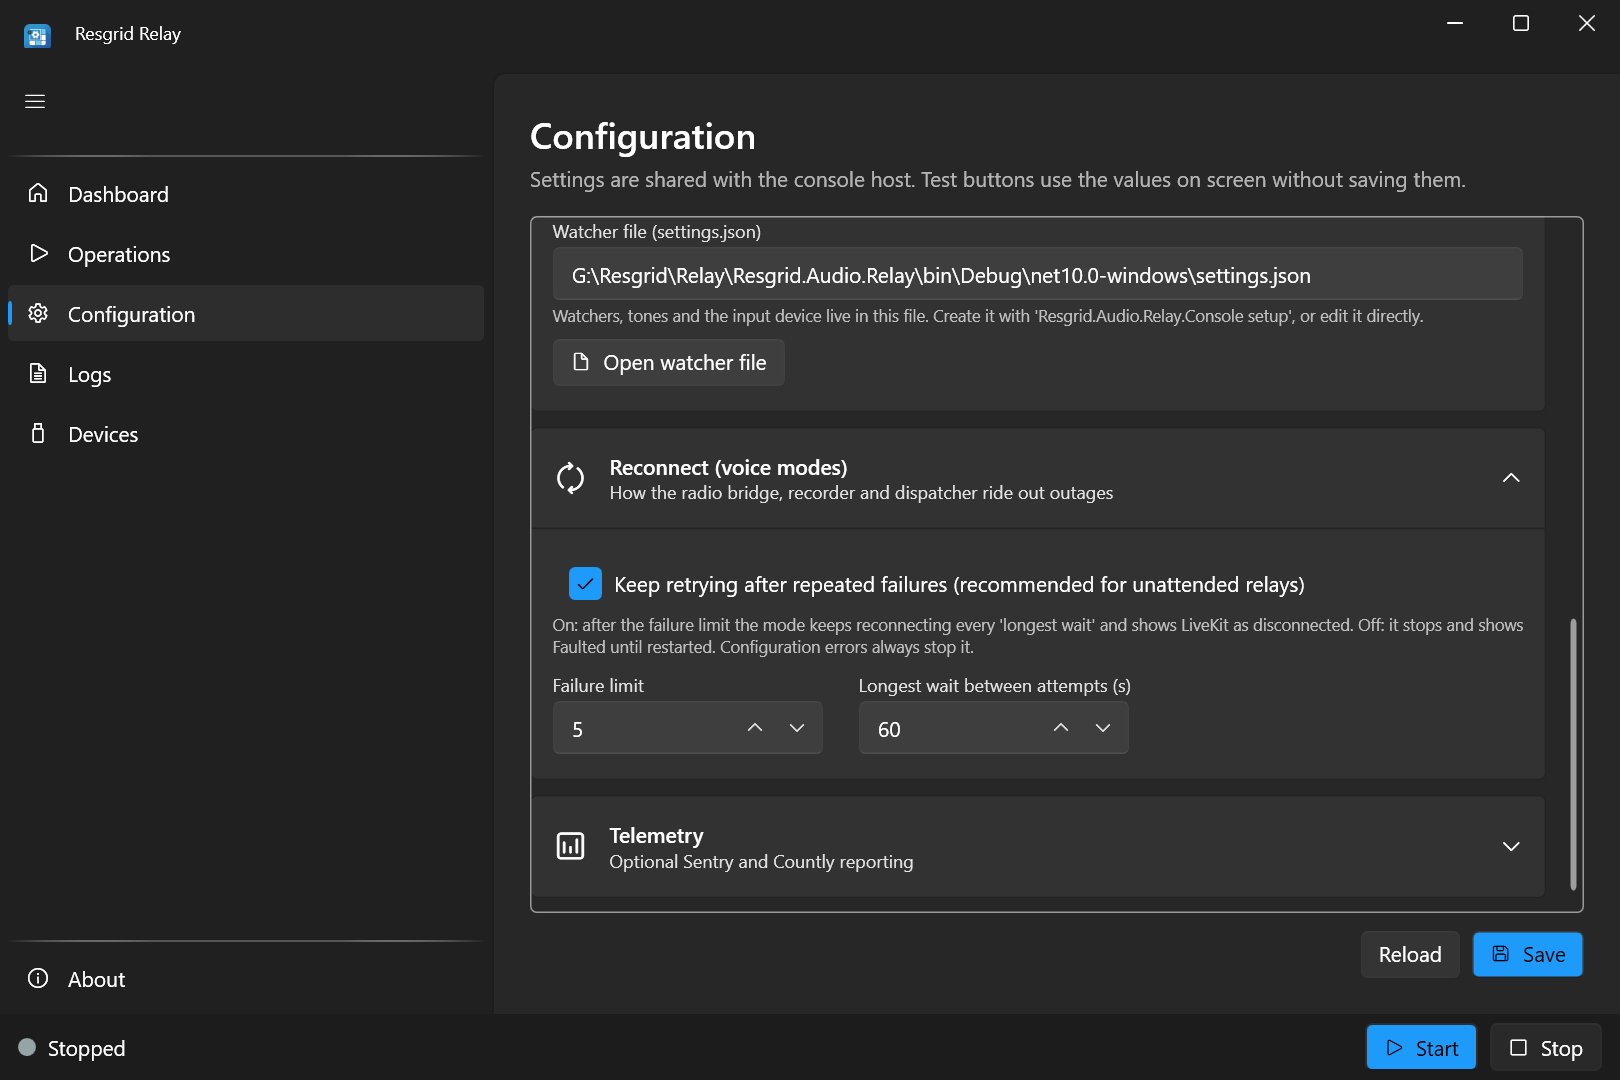 Resgrid Relay
Dashboard
Operations
Configuration
Logs
Devices
About
Configuration
Settings are shared with the console host. Test buttons use the values on screen without saving them.
Watcher file (settings.json)
G:\Resgrid\Relay\Resgrid.Audio.Relay\bin\Debug\net10.0-windows\settings.json
Watchers, tones and the input device live in this file. Create it with 'Resgrid.Audio.Relay.Console setup', or edit it directly.
Open watcher file
Reconnect (voice modes)
How the radio bridge, recorder and dispatcher ride out outages
Keep retrying after repeated failures (recommended for unattended relays)
On: after the failure limit the mode keeps reconnecting every 'longest wait' and shows LiveKit as disconnected. Off: it stops and shows
Faulted until restarted. Configuration errors always stop it.
Failure limit
Longest wait between attempts (s)
5
60
Telemetry
Optional Sentry and Countly reporting
Reload
Save
Stopped
Start
Stop